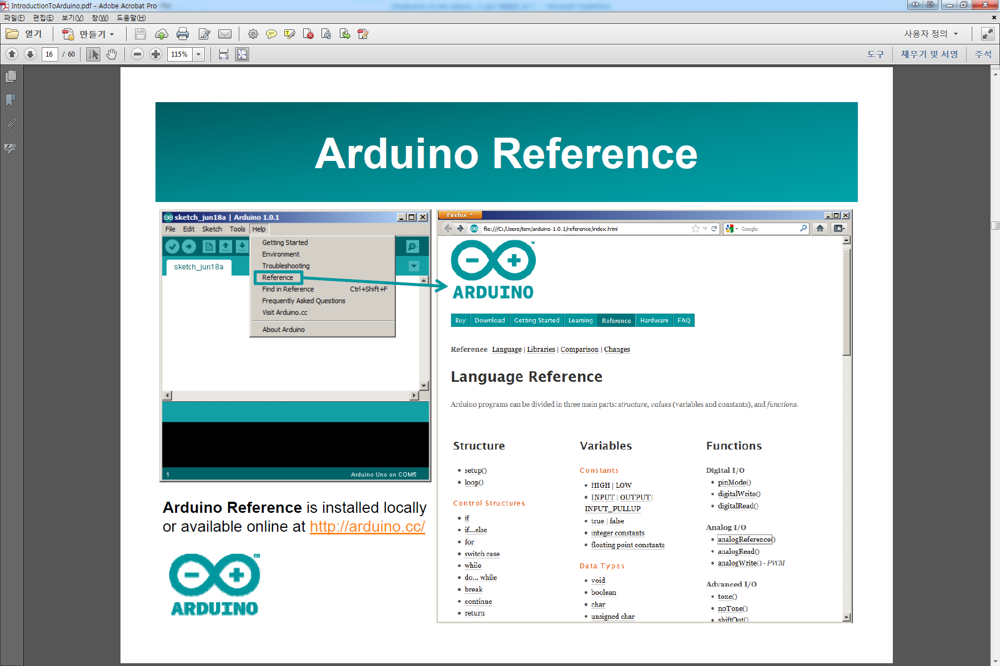 IntroductionToArduino.pdf - Adobe Acrobat Pro
파일(F) 편집(E) 보기(V) 창(W) 도움말(H)
열기 만들기 사용자 정의
16 / 60 115% 도구 채우기 및 서명 주석
Arduino Reference
sketch_jun18a | Arduino 1.0.1
File Edit Sketch Tools Help
Getting Started
Environment
Troubleshooting
sketch_jun18a
Reference
Find in Reference Ctrl+Shift+F
Frequently Asked Questions
Visit Arduino.cc
About Arduino
1 Arduino Uno on COM5
Arduino Reference is installed locally
or available online at http://arduino.cc/
ARDUINO
Firefox
file:///C:/Users/tem/arduino-1.0.1/reference/index.html Google
ARDUINO
Buy Download Getting Started Learning Reference Hardware FAQ
Reference Language | Libraries | Comparison | Changes
Language Reference
Arduino programs can be divided in three main parts: structure, values (variables and constants), and functions.
Structure
setup()
loop()
Control Structures
if
if...else
for
switch case
while
do... while
break
continue
return
Variables
Constants
HIGH | LOW
INPUT | OUTPUT |
INPUT_PULLUP
true | false
integer constants
floating point constants
Data Types
void
boolean
char
unsigned char
Functions
Digital I/O
pinMode()
digitalWrite()
digitalRead()
Analog I/O
analogReference()
analogRead()
analogWrite() - PWM
Advanced I/O
tone()
noTone()
shiftOut()